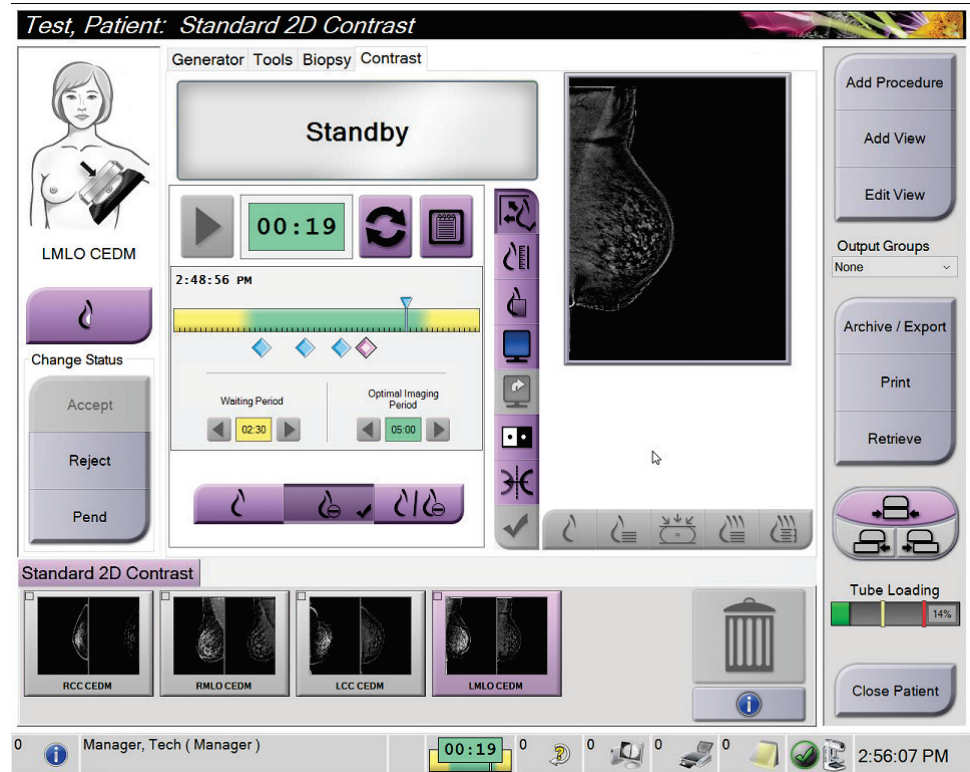 Test, Patient: Standard 2D Contrast
Generator Tools Biopsy Contrast
Standby
LMLO CEDM
00:19
2:48:56 PM
Waiting Period
02:30
Optimal Imaging
Period
05:00
Change Status
Accept
Reject
Pend
Add Procedure
Add View
Edit View
Output Groups
None
Archive / Export
Print
Retrieve
Tube Loading
14%
Close Patient
Standard 2D Contrast
RCC CEDM
RMLO CEDM
LCC CEDM
LMLO CEDM
0
Manager, Tech ( Manager )
00:19
0
0
0
0
2:56:07 PM